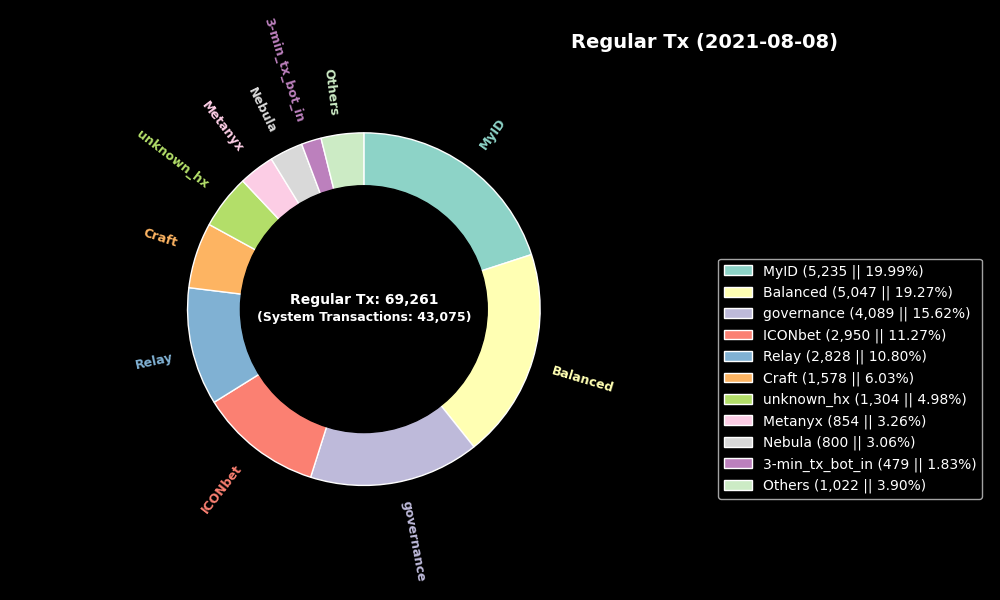 Regular Tx (2021-08-08)
3-min_tx_bot_in
Others
Nebula
Metanyx
MyID
unknown_hx
Craft
Relay
Balanced
ICONbet
governance
Regular Tx: 69,261
(System Transactions: 43,075)
MyID (5,235 || 19.99%)
Balanced (5,047 || 19.27%)
governance (4,089 || 15.62%)
ICONbet (2,950 || 11.27%)
Relay (2,828 || 10.80%)
Craft (1,578 || 6.03%)
unknown_hx (1,304 || 4.98%)
Metanyx (854 || 3.26%)
Nebula (800 || 3.06%)
3-min_tx_bot_in (479 || 1.83%)
Others (1,022 || 3.90%)